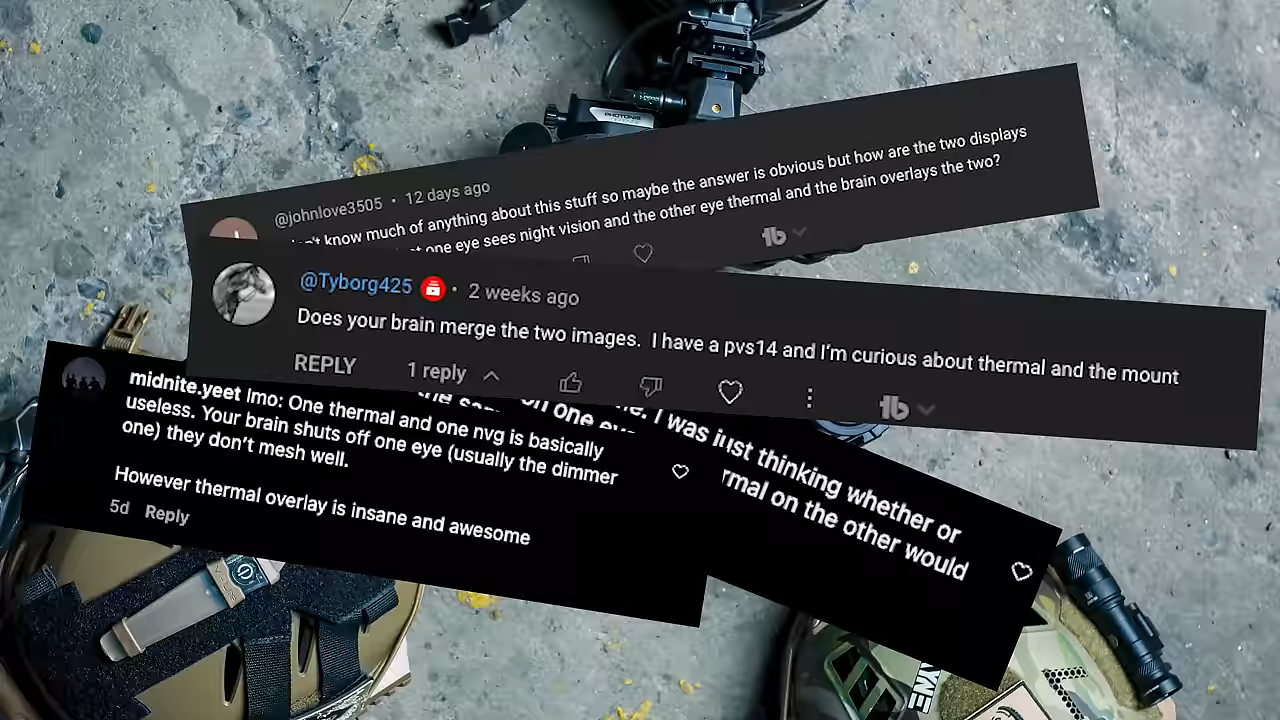 PHOTONIS
DEFENSE
@johnlove3505 • 12 days ago
know much of anything about this stuff so maybe the answer is obvious but how are the two displays
one eye sees night vision and the other eye thermal and the brain overlays the two?
@Tyborg425 • 2 weeks ago
Does your brain merge the two images. I have a pvs14 and I'm curious about thermal and the mount
REPLY 1 reply
midnite.yeet Imo: One thermal and one nvg is basically
useless. Your brain shuts off one eye (usually the dimmer
one) they don't mesh well.
However thermal overlay is insane and awesome
5d Reply
on one
I was just thinking whether or
on the other would